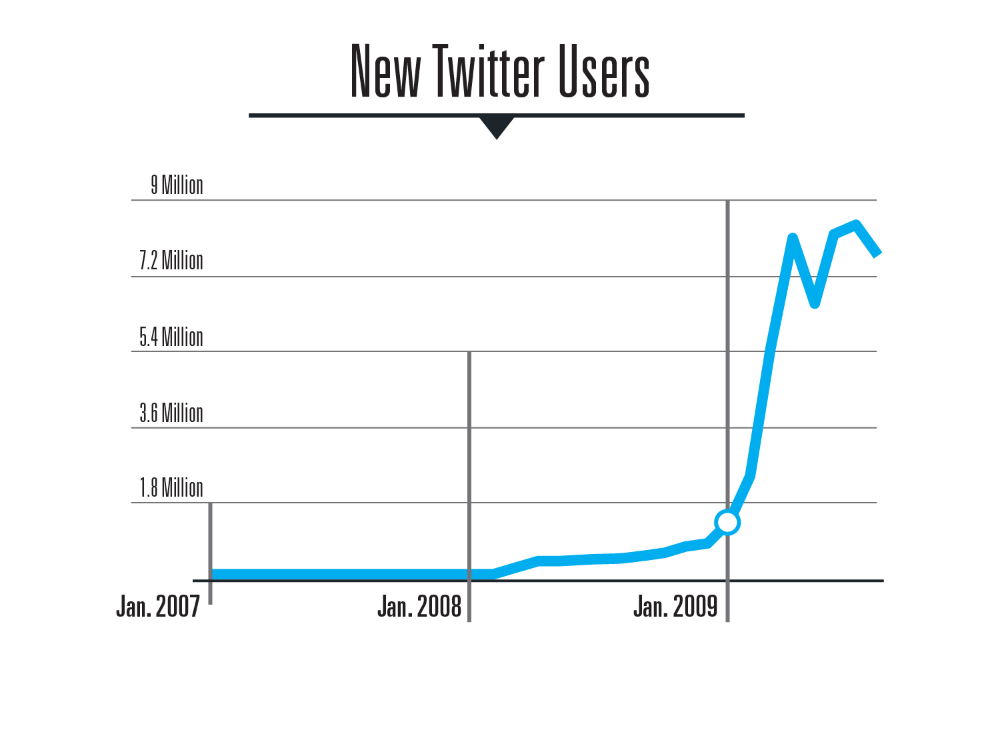 New Twitter Users
9 Million
7.2 Million
5.4 Million
3.6 Million
1.8 Million
Jan. 2007 Jan. 2008 Jan. 2009